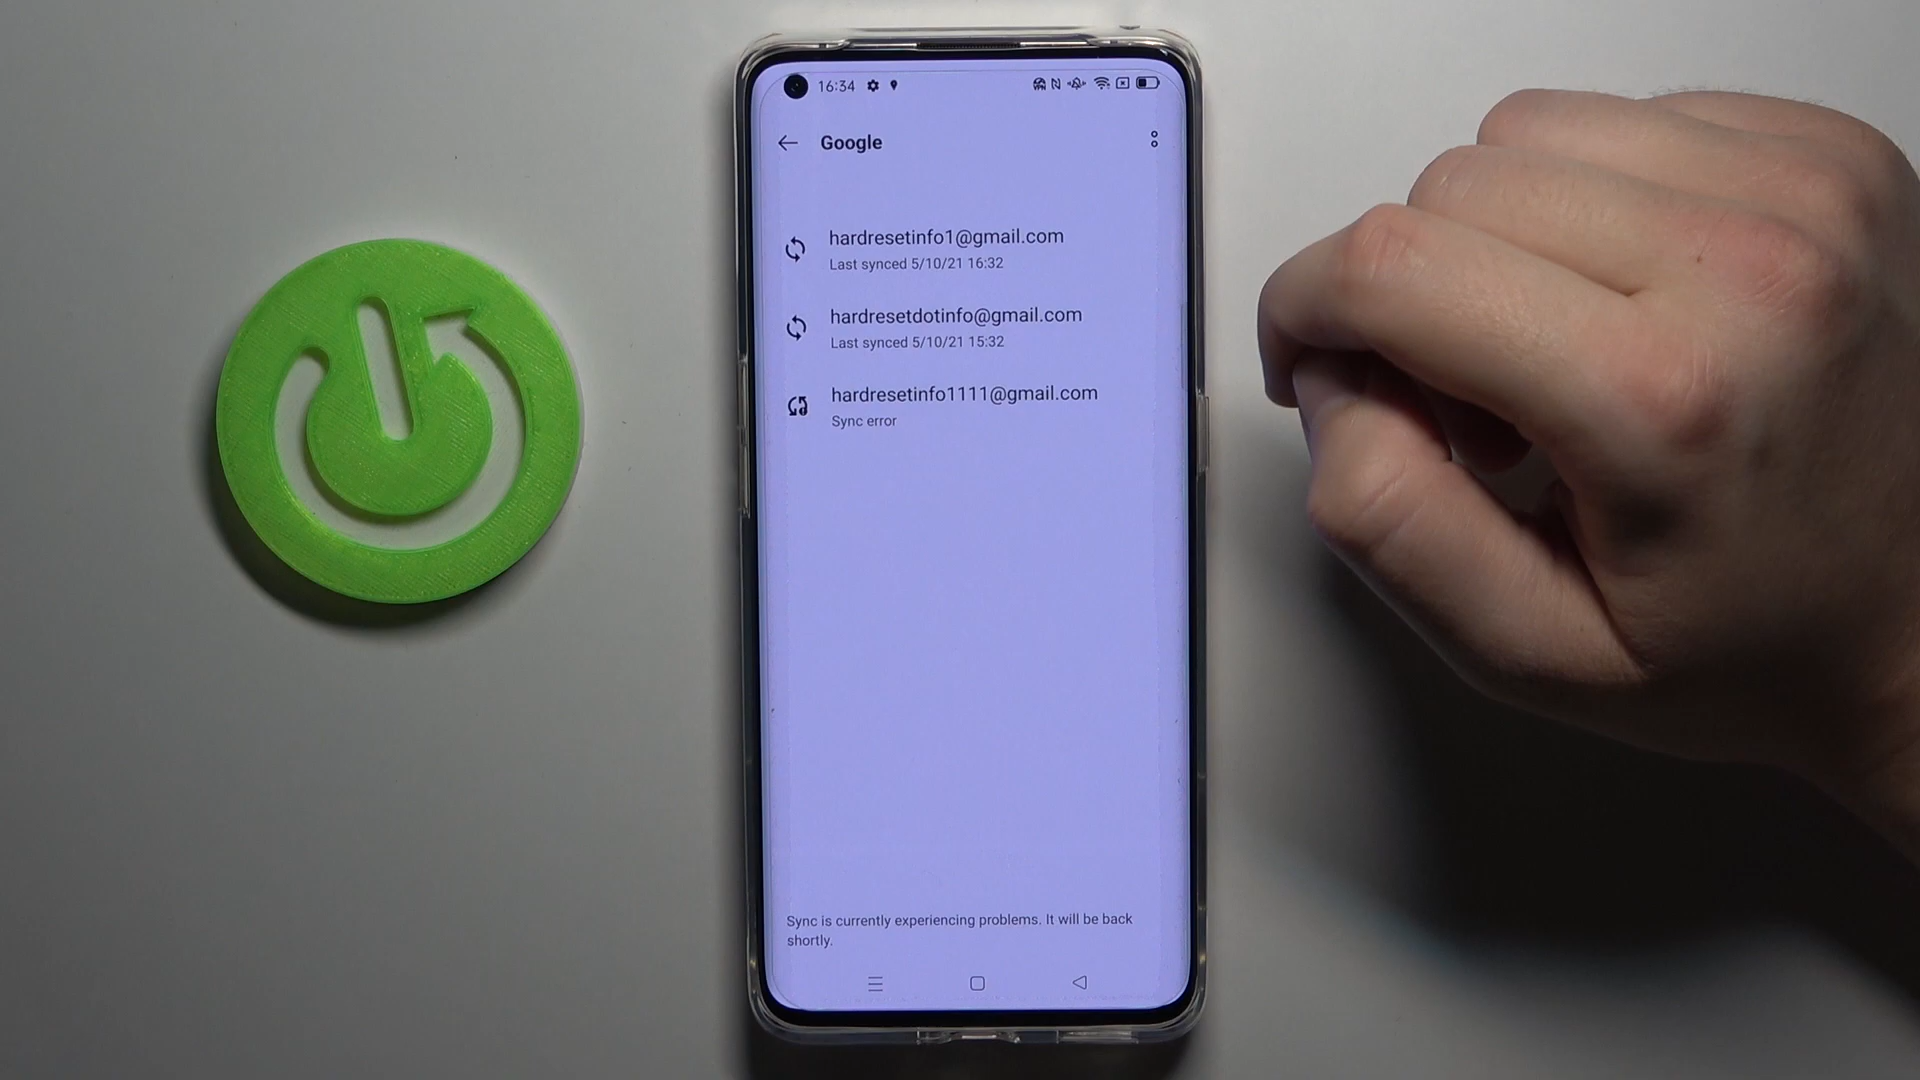 16:34
Google
hardresetinfo1@gmail.com
Last synced 5/10/21 16:32
hardresetdotinfo@gmail.com
Last synced 5/10/21 15:32
hardresetinfo1111@gmail.com
Sync error
Sync is currently experiencing problems. It will be back
shortly.